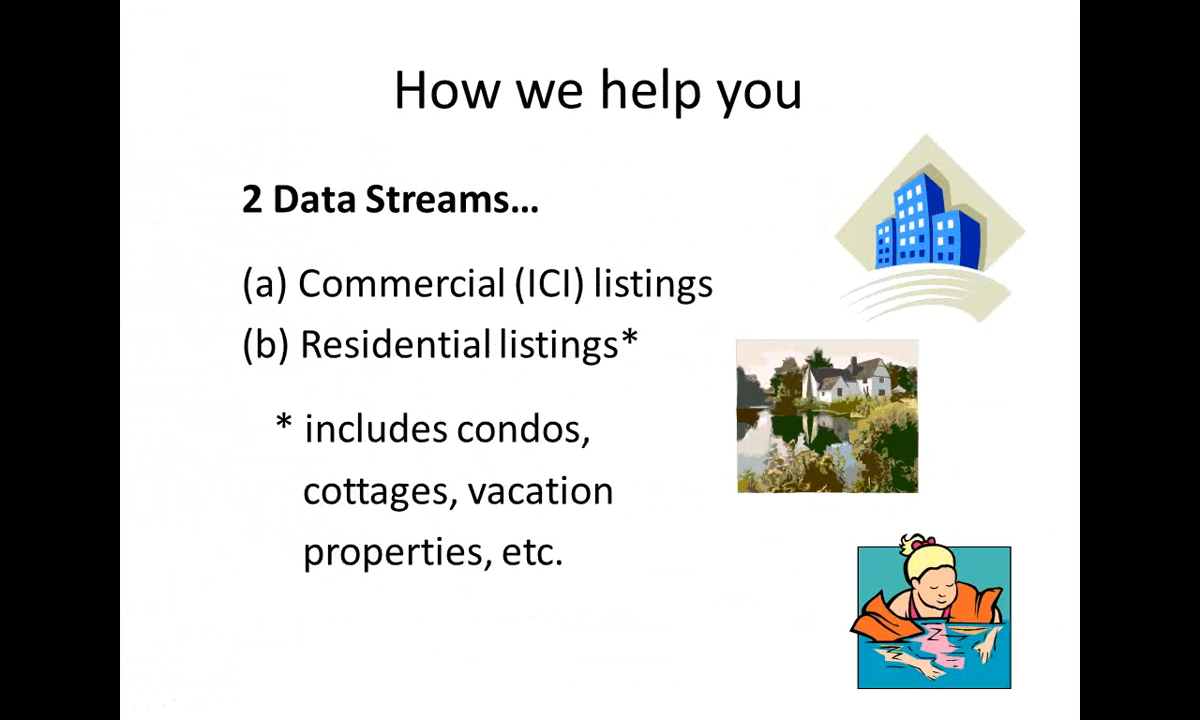 How we help you
2 Data Streams…
(a) Commercial (ICI) listings
(b) Residential listings*
* includes condos,
cottages, vacation
properties, etc.